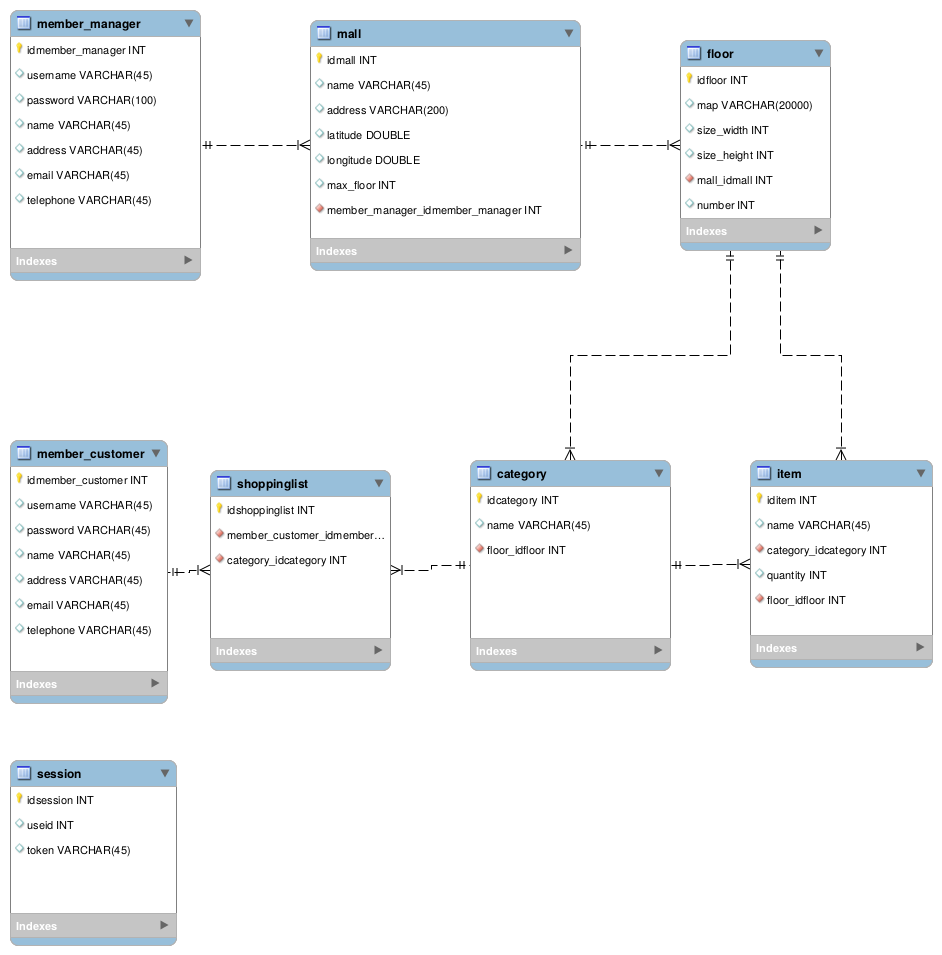 member_manager
idmember_manager INT
username VARCHAR(45)
password VARCHAR(100)
name VARCHAR(45)
address VARCHAR(45)
email VARCHAR(45)
telephone VARCHAR(45)
Indexes
mall
idmall INT
name VARCHAR(45)
address VARCHAR(200)
latitude DOUBLE
longitude DOUBLE
max_floor INT
member_manager_idmember_manager INT
Indexes
floor
idfloor INT
map VARCHAR(20000)
size_width INT
size_height INT
mall_idmall INT
number INT
Indexes
member_customer
idmember_customer INT
username VARCHAR(45)
password VARCHAR(45)
name VARCHAR(45)
address VARCHAR(45)
email VARCHAR(45)
telephone VARCHAR(45)
Indexes
shoppinglist
idshoppinglist INT
member_customer_idmember...
category_idcategory INT
Indexes
category
idcategory INT
name VARCHAR(45)
floor_idfloor INT
Indexes
item
iditem INT
name VARCHAR(45)
category_idcategory INT
quantity INT
floor_idfloor INT
Indexes
session
idsession INT
useid INT
token VARCHAR(45)
Indexes